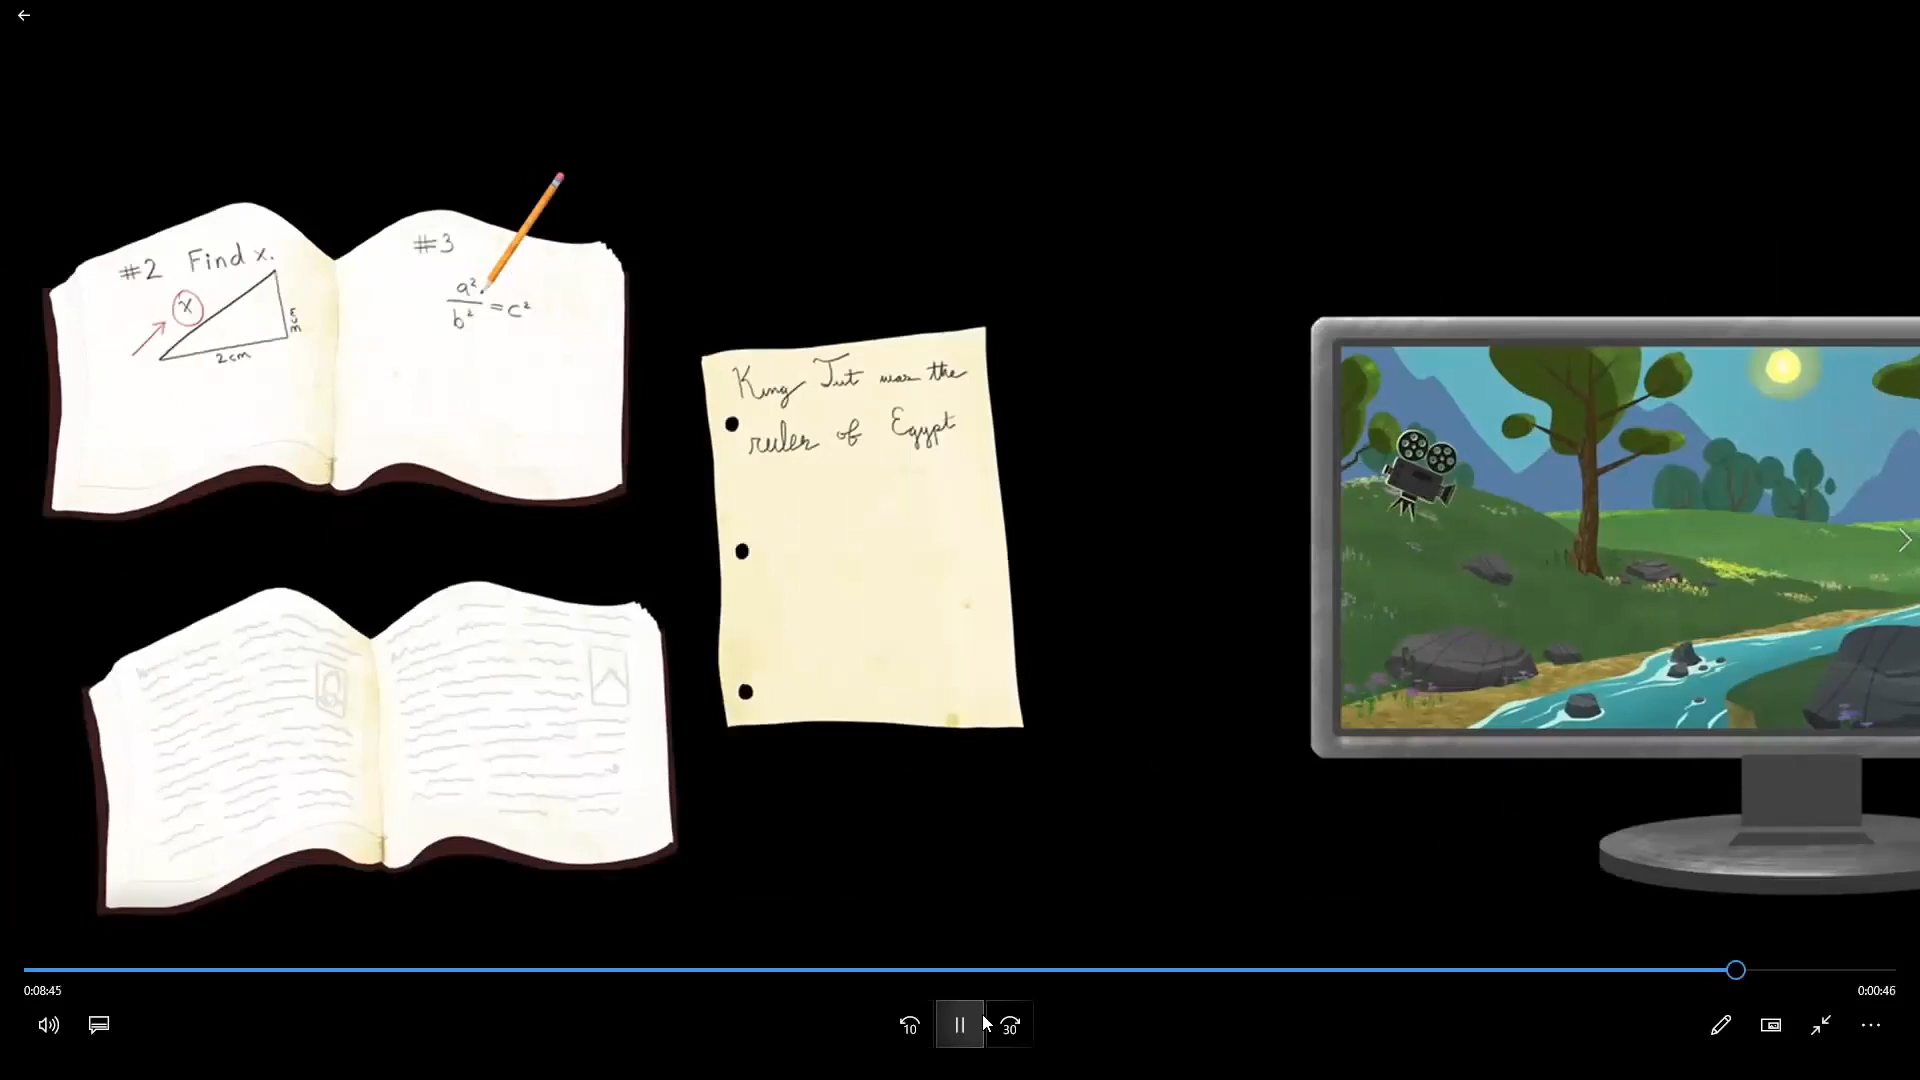 #2 Find x.
x
2cm
#3
a²
b²
= c²
King Tut was the
ruler of Egypt
0:08:45
0:00:46
10
30